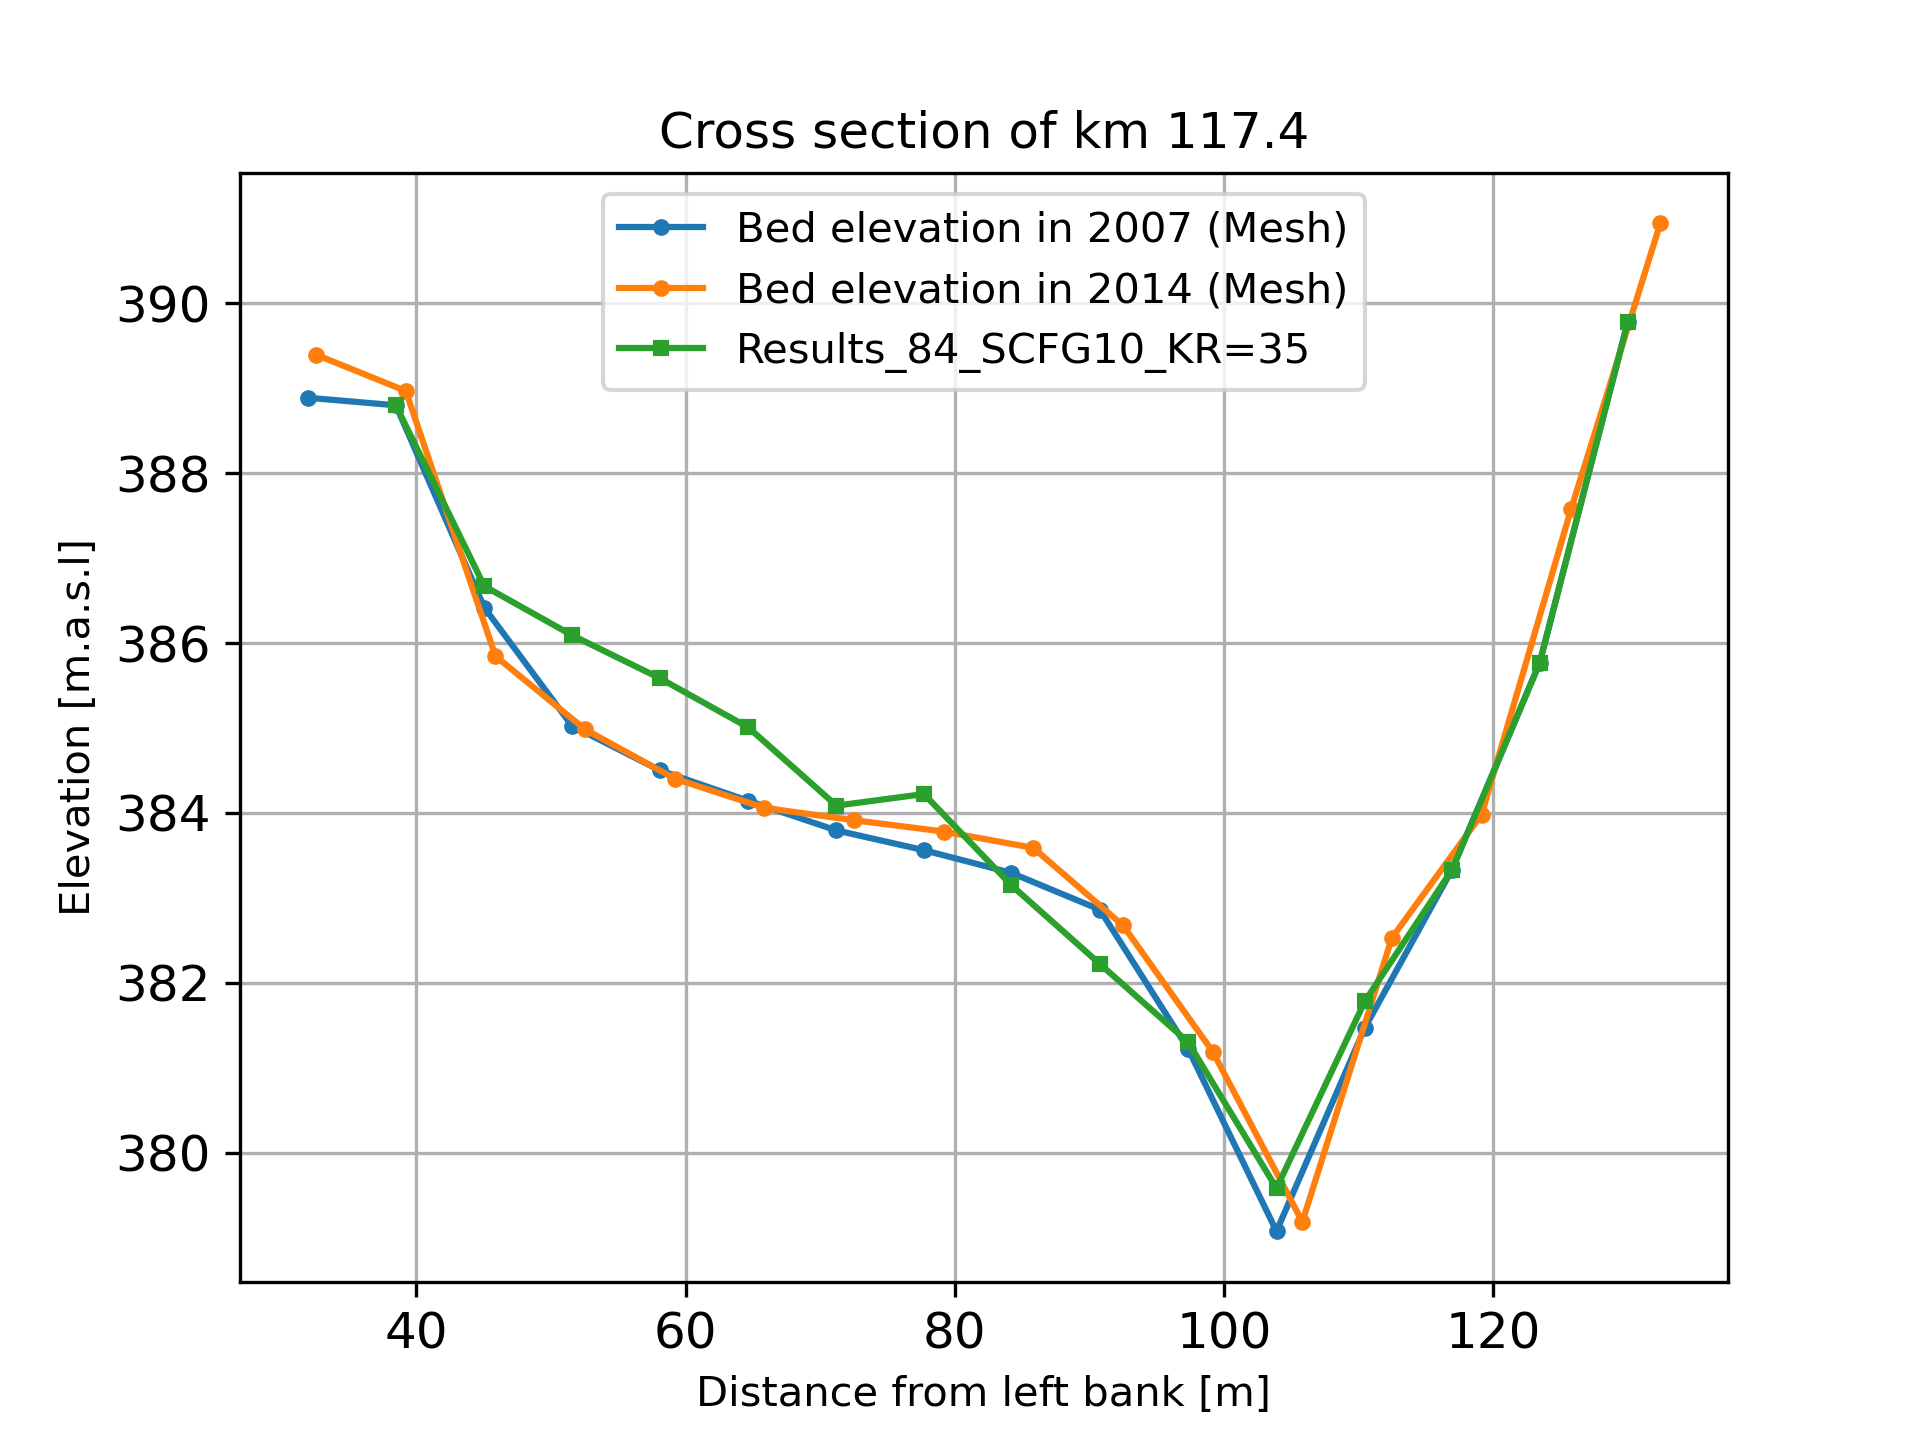 Cross section of km 117.4
Bed elevation in 2007 (Mesh)
Bed elevation in 2014 (Mesh)
Results_84_SCFG10_KR=35
390
388
386
384
382
380
Elevation [m.a.s.l]
40 60 80 100 120
Distance from left bank [m]